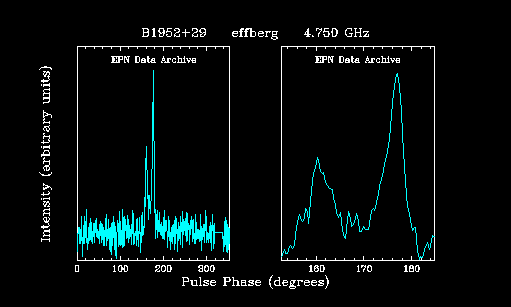 B1952+29 effberg 4.750 GHz
EPN Data Archive EPN Data Archive
Intensity (arbitrary units)
0 100 200 300 160 170 180
Pulse Phase (degrees)